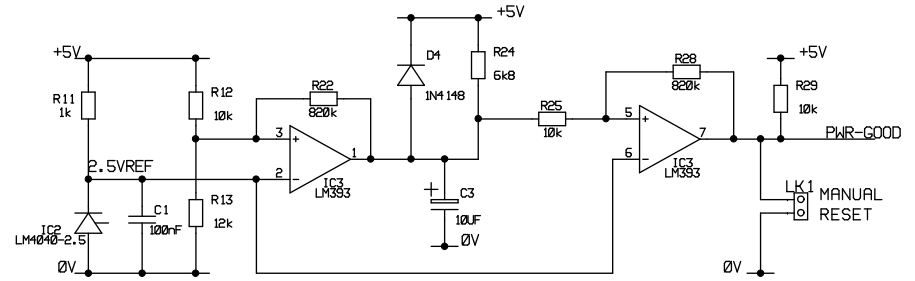 +5V
+5V
R24
6k8
D4
1N4148
+5V
R11
1k
R12
10k
R22
820k
R28
820k
+5V
R29
10k
R25
10k
3
+
1
2
-
IC3
LM393
5
+
7
6
-
IC3
LM393
PWR-GOOD
2.5VREF
C1
100nF
R13
12k
IC2
LM4040-2.5
+
C3
10UF
0V
LK1
MANUAL
RESET
0V
0V